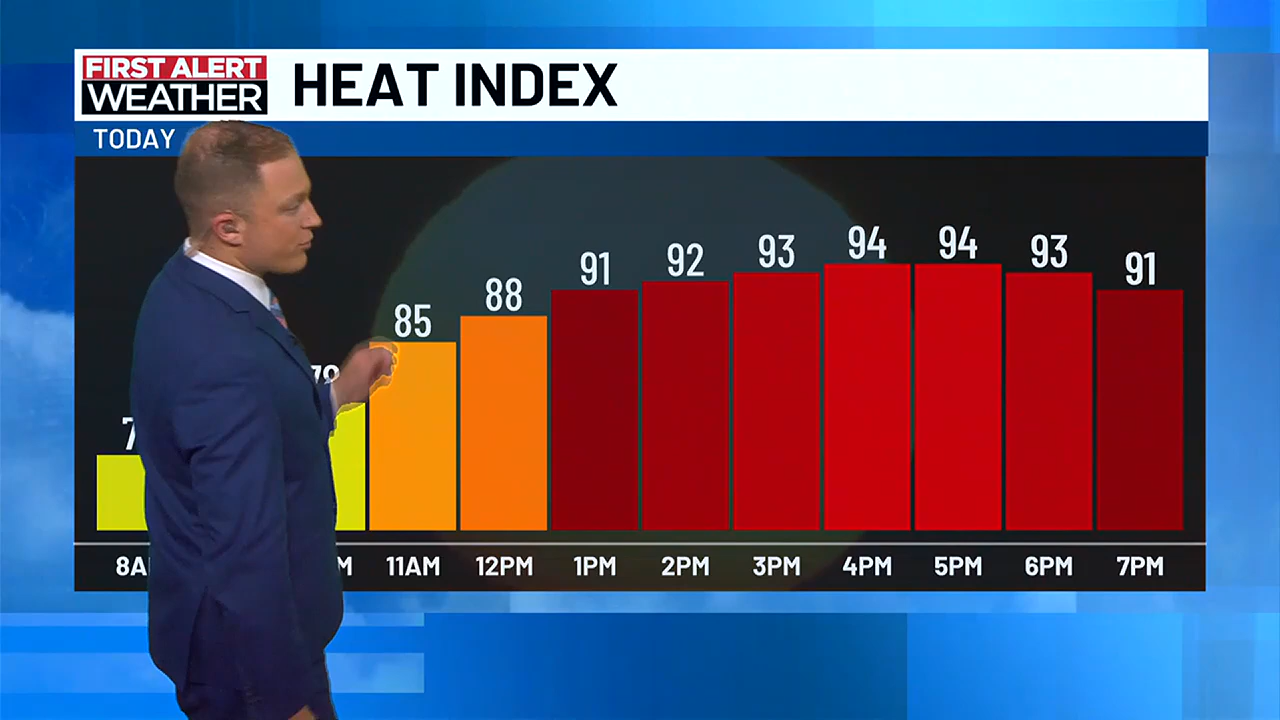 FIRST ALERT
WEATHER
HEAT INDEX
TODAY
85 88 91 92 93 94 94 93 91
11AM 12PM 1PM 2PM 3PM 4PM 5PM 6PM 7PM